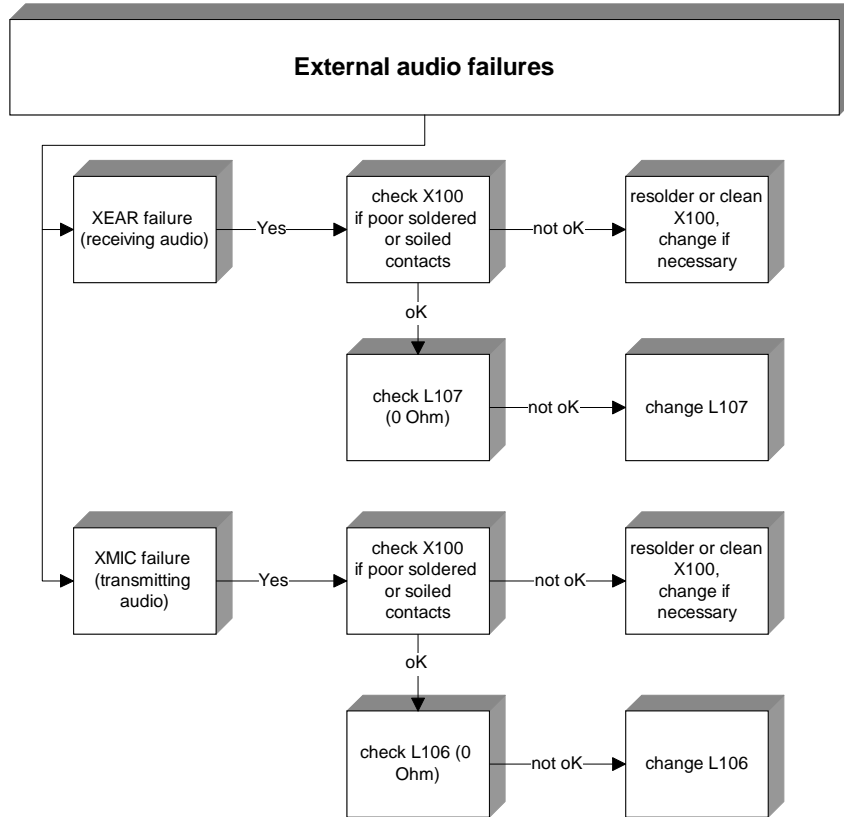 External audio failures
XEAR failure
(receiving audio)
Yes
check X100
if poor soldered
or soiled
contacts
not oK
resolder or clean
X100,
change if
necessary
oK
check L107
(0 Ohm)
not oK
change L107
XMIC failure
(transmitting
audio)
Yes
check X100
if poor soldered
or soiled
contacts
not oK
resolder or clean
X100,
change if
necessary
oK
check L106 (0
Ohm)
not oK
change L106